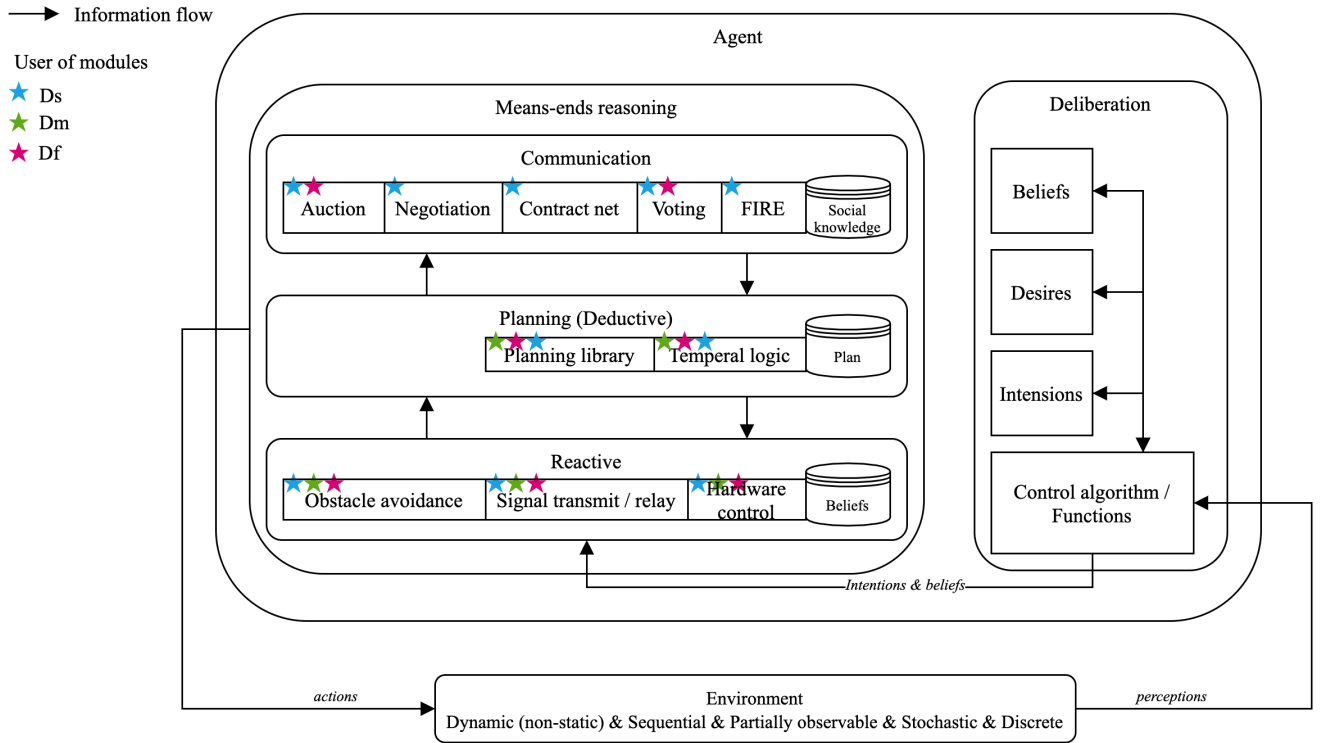 Information flow
User of modules
Ds
Dm
Df
Agent
Means-ends reasoning
Communication
Auction
Negotiation
Contract net
Voting
FIRE
Social
knowledge
Planning (Deductive)
Planning library
Temperal logic
Plan
Reactive
Obstacle avoidance
Signal transmit / relay
Hardware
control
Beliefs
Deliberation
Beliefs
Desires
Intensions
Control algorithm /
Functions
Intentions & beliefs
actions
Environment
Dynamic (non-static) & Sequential & Partially observable & Stochastic & Discrete
perceptions